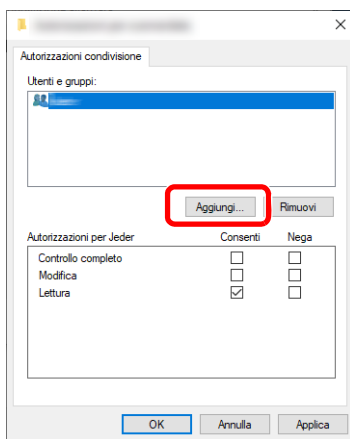 Autorizzazioni condivisione
Utenti e gruppi:
Aggiungi...
Rimuovi
Autorizzazioni per Jeder
Consenti
Nega
Controllo completo
Modifica
Lettura
OK
Annulla
Applica